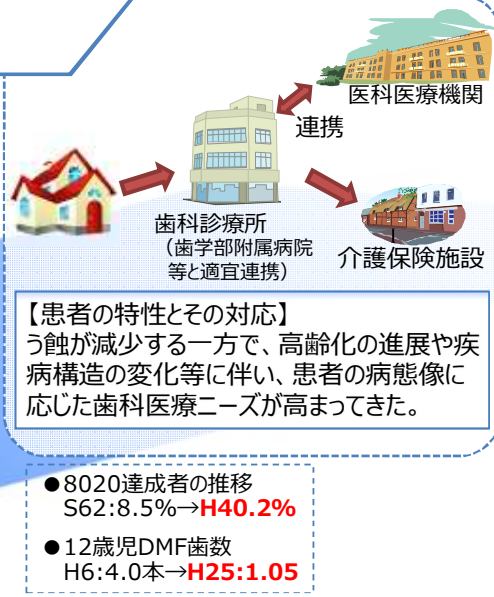 医科医療機関
連携
歯科診療所
（歯学部附属病院
等と適宜連携）
介護保険施設
【患者の特性とその対応】
う蝕が減少する一方で、高齢化の進展や疾
病構造の変化等に伴い、患者の病態像に
応じた歯科医療ニーズが高まってきた。
●8020達成者の推移
S62:8.5%→H40.2%
●12歳児DMF歯数
H6:4.0本→H25:1.05